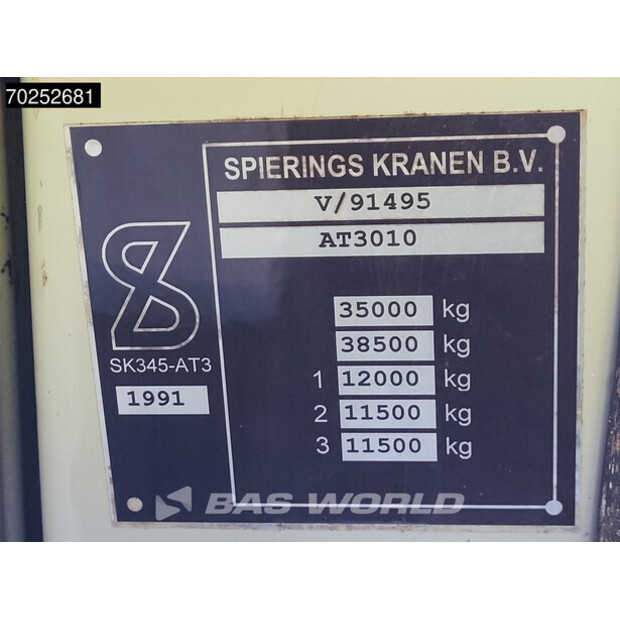 70252681
SPIERINGS KRANEN B.V.
V/91495
AT3010
35000 kg
38500 kg
1 12000 kg
2 11500 kg
3 11500 kg
SK345-AT3
1991
BAS WORLD